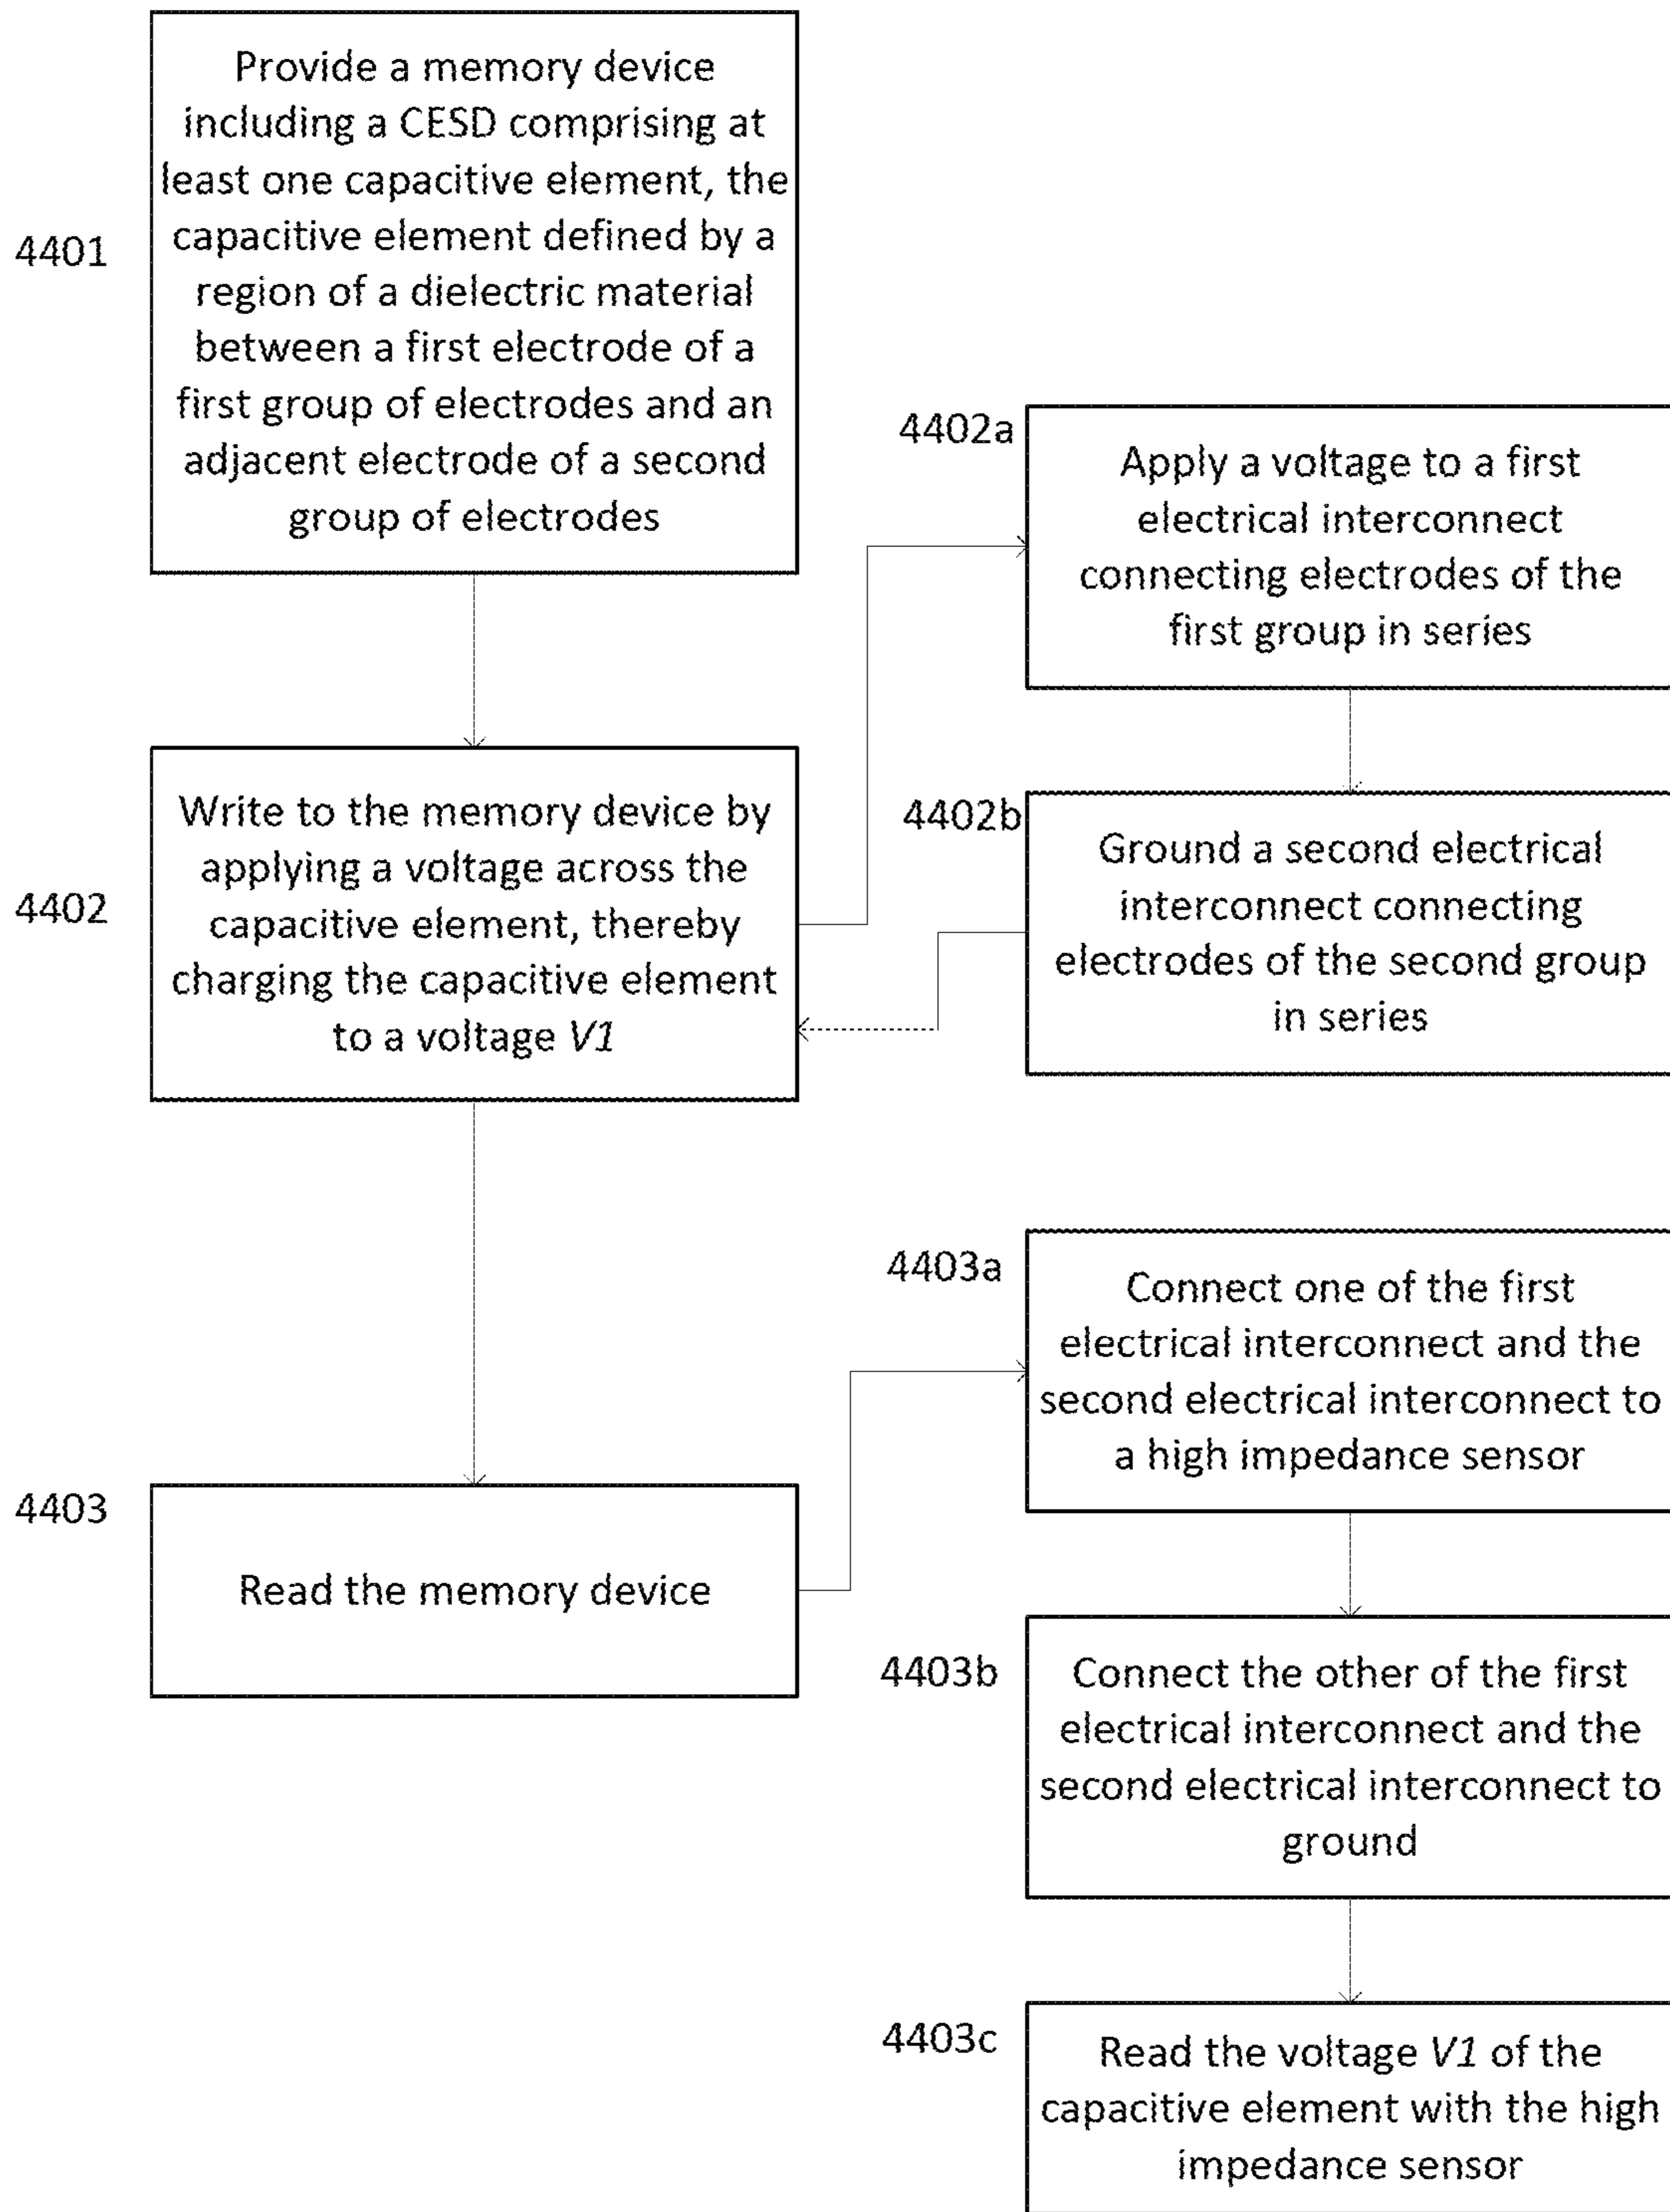 4401
Provide a memory device
including a CESD comprising at
least one capacitive element, the
capacitive element defined by a
region of a dielectric material
between a first electrode of a
first group of electrodes and an
adjacent electrode of a second
group of electrodes
4402
Write to the memory device by
applying a voltage across the
capacitive element, thereby
charging the capacitive element
to a voltage V1
4402a
Apply a voltage to a first
electrical interconnect
connecting electrodes of the
first group in series
4402b
Ground a second electrical
interconnect connecting
electrodes of the second group
in series
4403
Read the memory device
4403a
Connect one of the first
electrical interconnect and the
second electrical interconnect to
a high impedance sensor
4403b
Connect the other of the first
electrical interconnect and the
second electrical interconnect to
ground
4403c
Read the voltage V1 of the
capacitive element with the high
impedance sensor